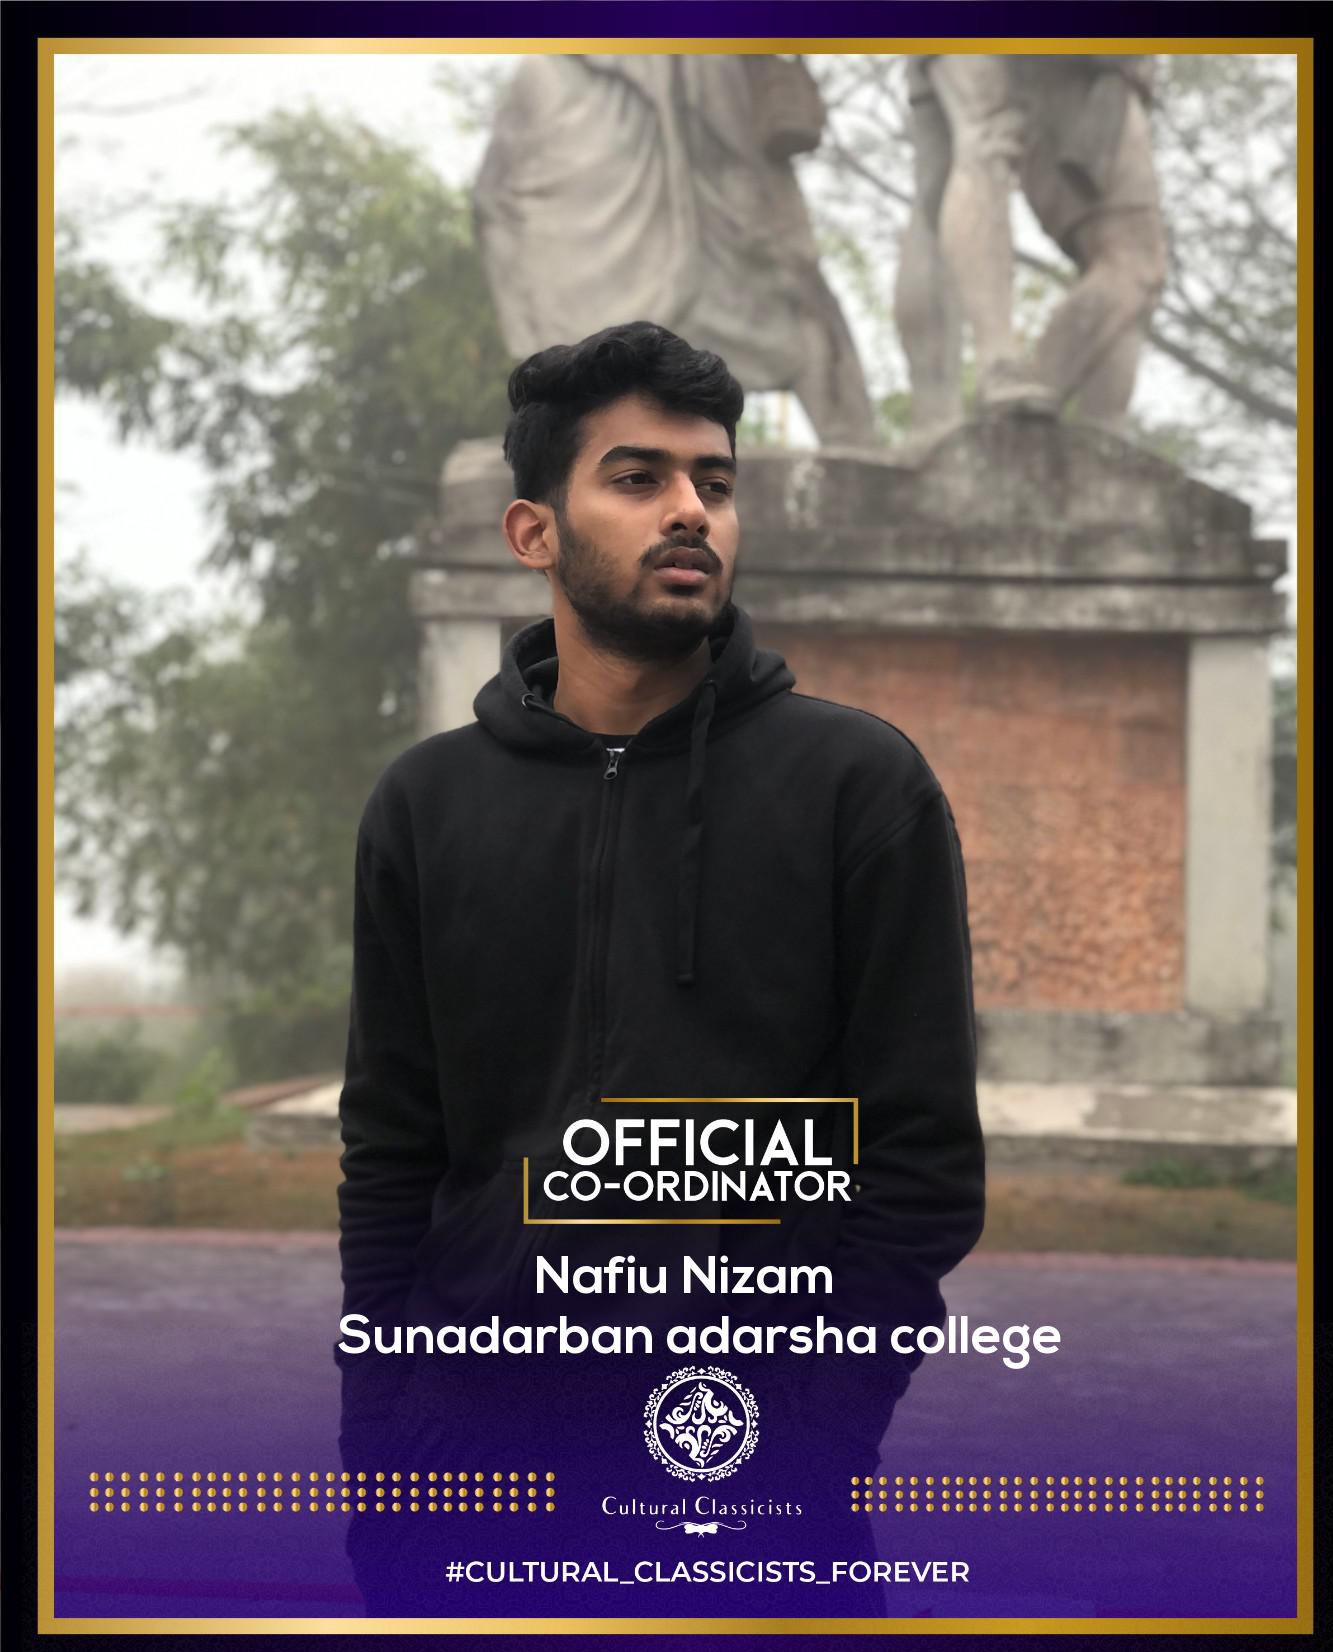 OFFICIAL
CO-ORDINATOR
Nafiu Nizam
Sunadarban adarsha college
Cultural Classicists
#CULTURAL_CLASSICISTS_FOREVER